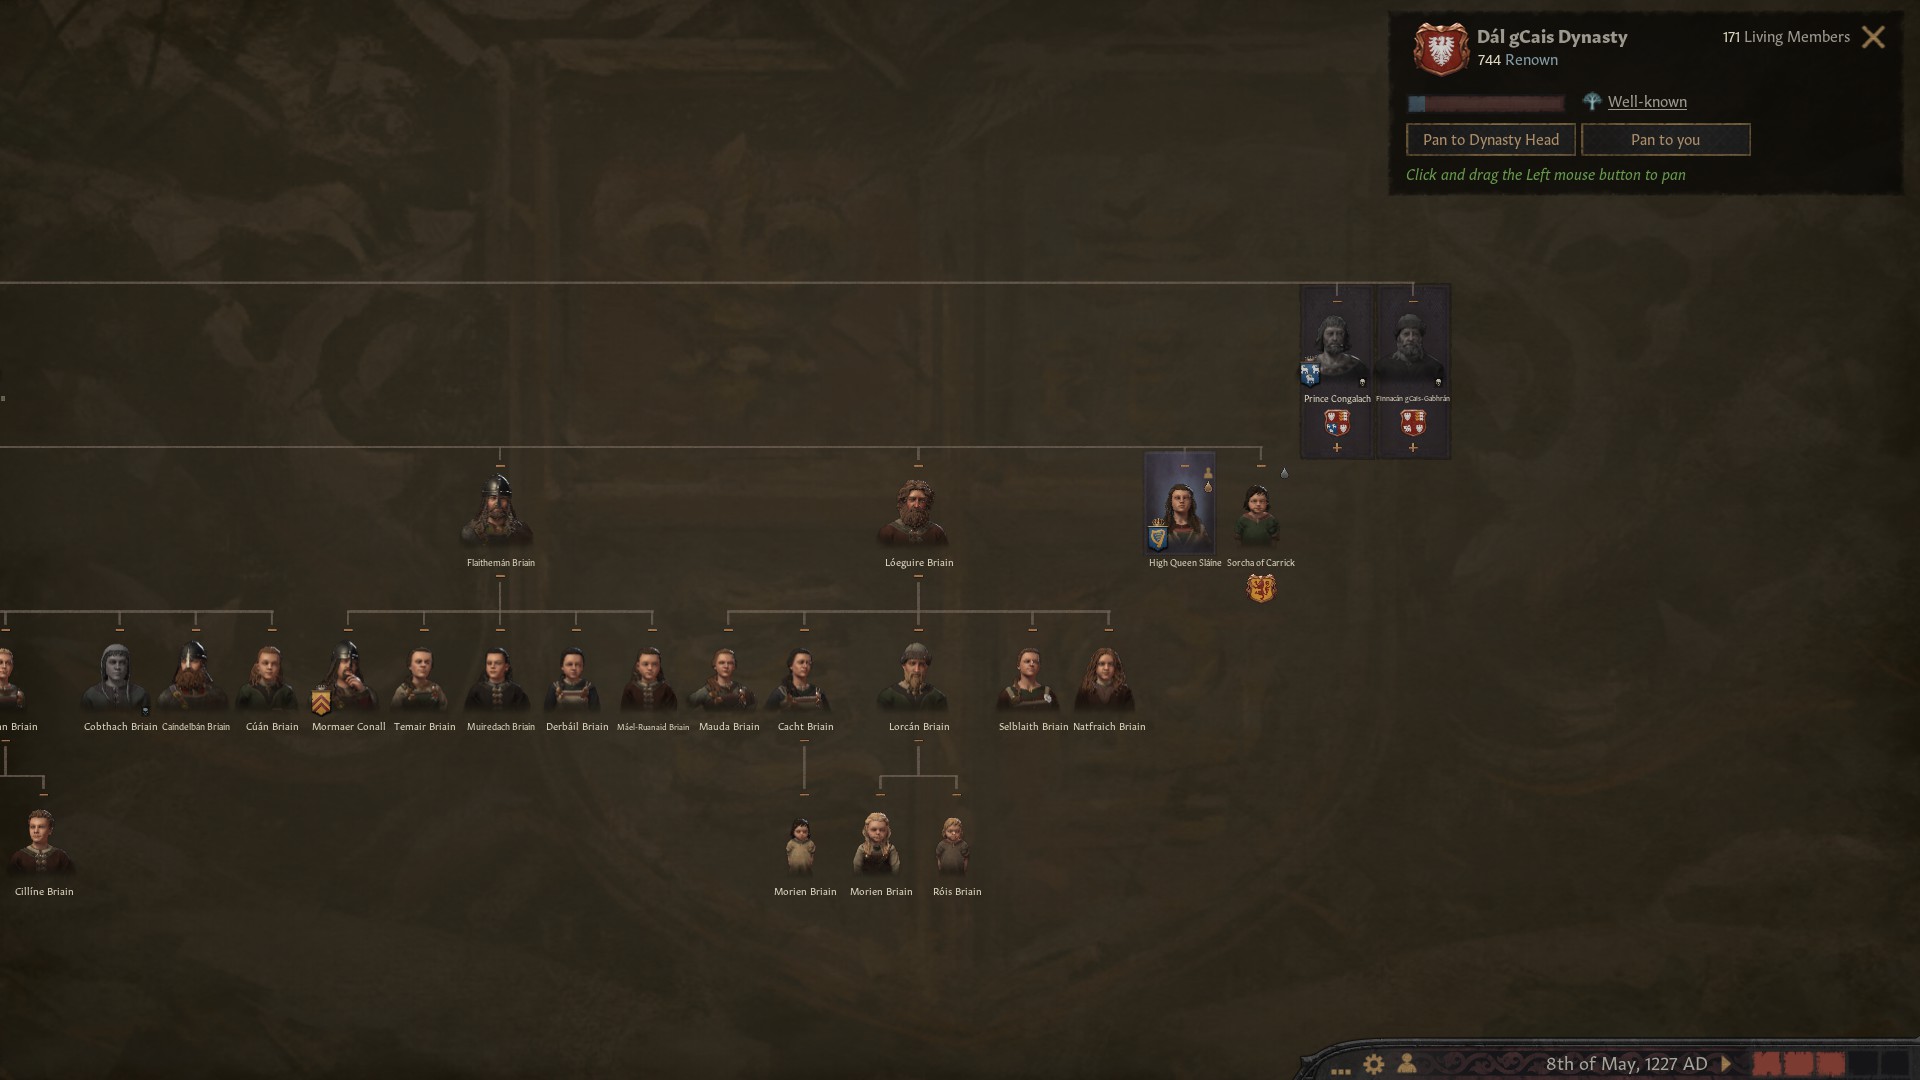 Dál gCais Dynasty
171 Living Members
744 Renown
Well-known
Pan to Dynasty Head
Pan to you
Click and drag the Left mouse button to pan
Prince Congalach
Finnacán gCais-Gabhrán
Flaithemán Briain
Lóeguire Briain
High Queen Sláine
Sorcha of Carrick
n Briain
Cobthach Briain
Caindelbán Briain
Cúán Briain
Mormaer Conall
Temair Briain
Muiredach Briain
Derbáil Briain
Máel-Ruanaid Briain
Mauda Briain
Cacht Briain
Lorcán Briain
Selblaith Briain
Natfraich Briain
Cillíne Briain
Morien Briain
Morien Briain
Róis Briain
8th of May, 1227 AD